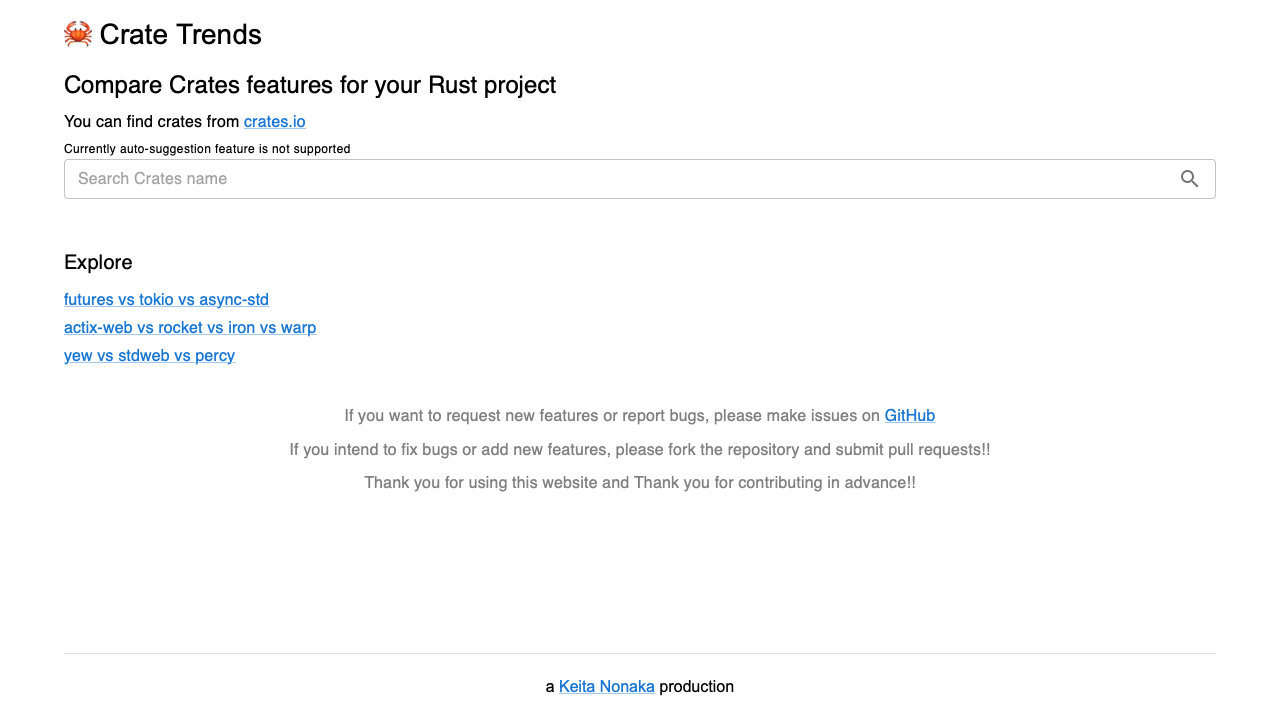 🦀 Crate Trends
Compare Crates features for your Rust project
You can find crates from crates.io
Currently auto-suggestion feature is not supported
Search Crates name
Explore
futures vs tokio vs async-std
actix-web vs rocket vs iron vs warp
yew vs stdweb vs percy
If you want to request new features or report bugs, please make issues on GitHub
If you intend to fix bugs or add new features, please fork the repository and submit pull requests!!
Thank you for using this website and Thank you for contributing in advance!!
a Keita Nonaka production